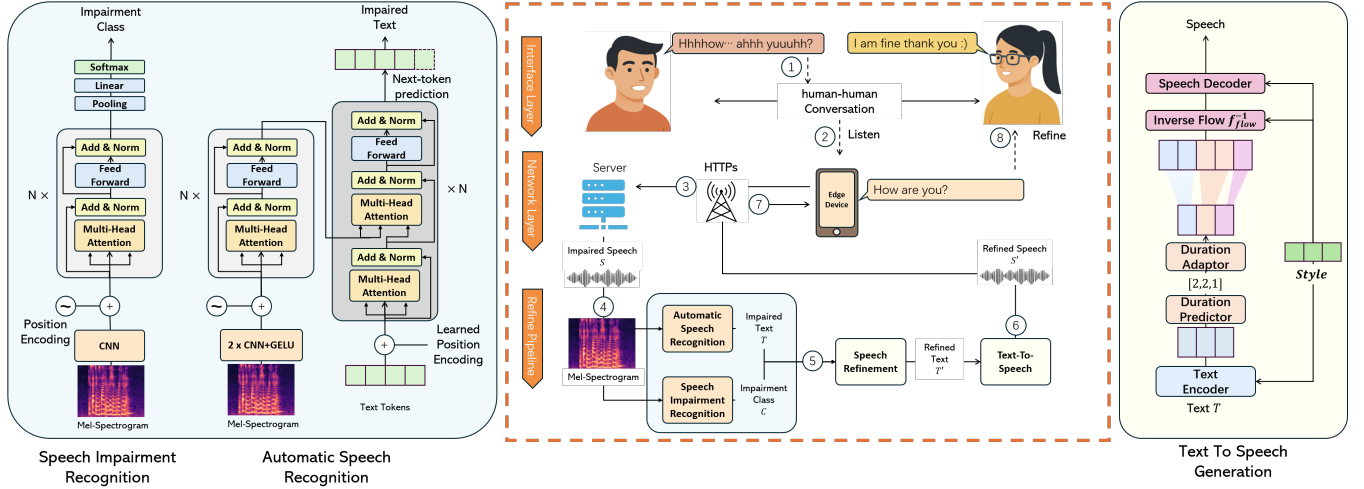 Impairment
Class
Softmax
Linear
Pooling
Add & Norm
Feed
Forward
N ×
Add & Norm
Multi-Head
Attention
~
+
Position
Encoding
CNN
Mel-Spectrogram
Speech Impairment
Recognition
Impaired
Text
Next-token
prediction
Add & Norm
Feed
Forward
N ×
Add & Norm
Multi-Head
Attention
~
+
2 x CNN+GELU
Mel-Spectrogram
Add & Norm
Feed
Forward
Add & Norm
× N
Multi-Head
Attention
Add & Norm
Multi-Head
Attention
+
Learned
Position
Encoding
Text Tokens
Automatic Speech
Recognition
Interface Layer
Hhhhow··· ahhh yuuuhh?
I am fine thank you :)
1
human-human
Conversation
2
Listen
8
Refine
Network Layer
Server
HTTPs
3
7
Edge
Device
How are you?
Impaired Speech
S
Refined Speech
S'
Refine Pipeline
4
Mel-Spectrogram
Automatic
Speech
Recognition
Impaired
Text
T
Speech
Impairment
Recognition
Impairment
Class
C
5
Speech
Refinement
Refined
Text
T'
6
Text-To-
Speech
Speech
Speech Decoder
Inverse Flow f⁻¹flow
Duration
Adaptor
[2,2,1]
Style
Duration
Predictor
Text
Encoder
Text T
Text To Speech
Generation